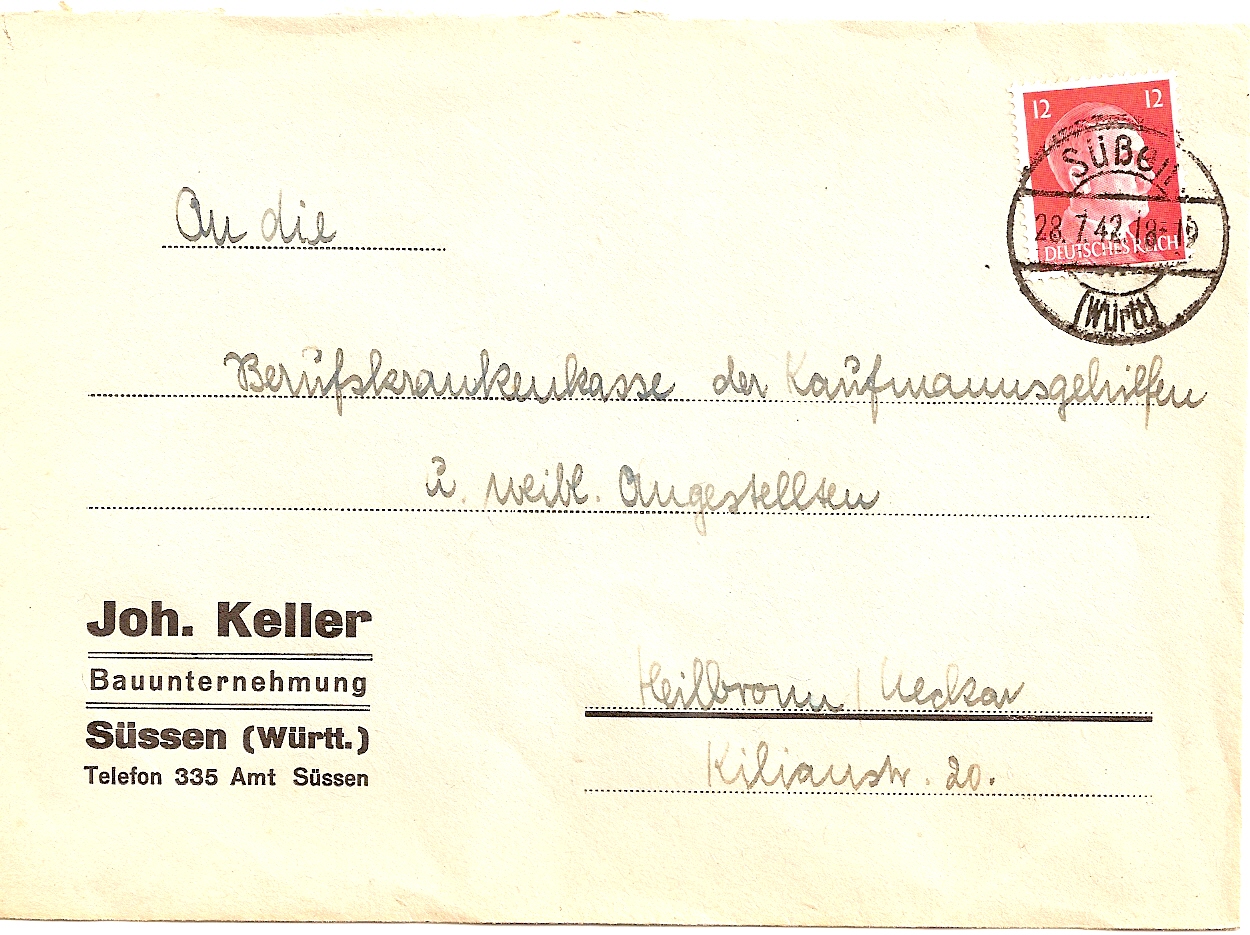 12 12
DEUTSCHES REICH
Süßen
28.7.42 18-19
(Württ)
An die
Berufskrankenkasse der Kaufmannsgehilfen
u. weibl. Angestellten
Joh. Keller
Bauunternehmung
Süssen (Württ.)
Telefon 335 Amt Süssen
Heilbronn / Neckar
Kilianstr. 20.